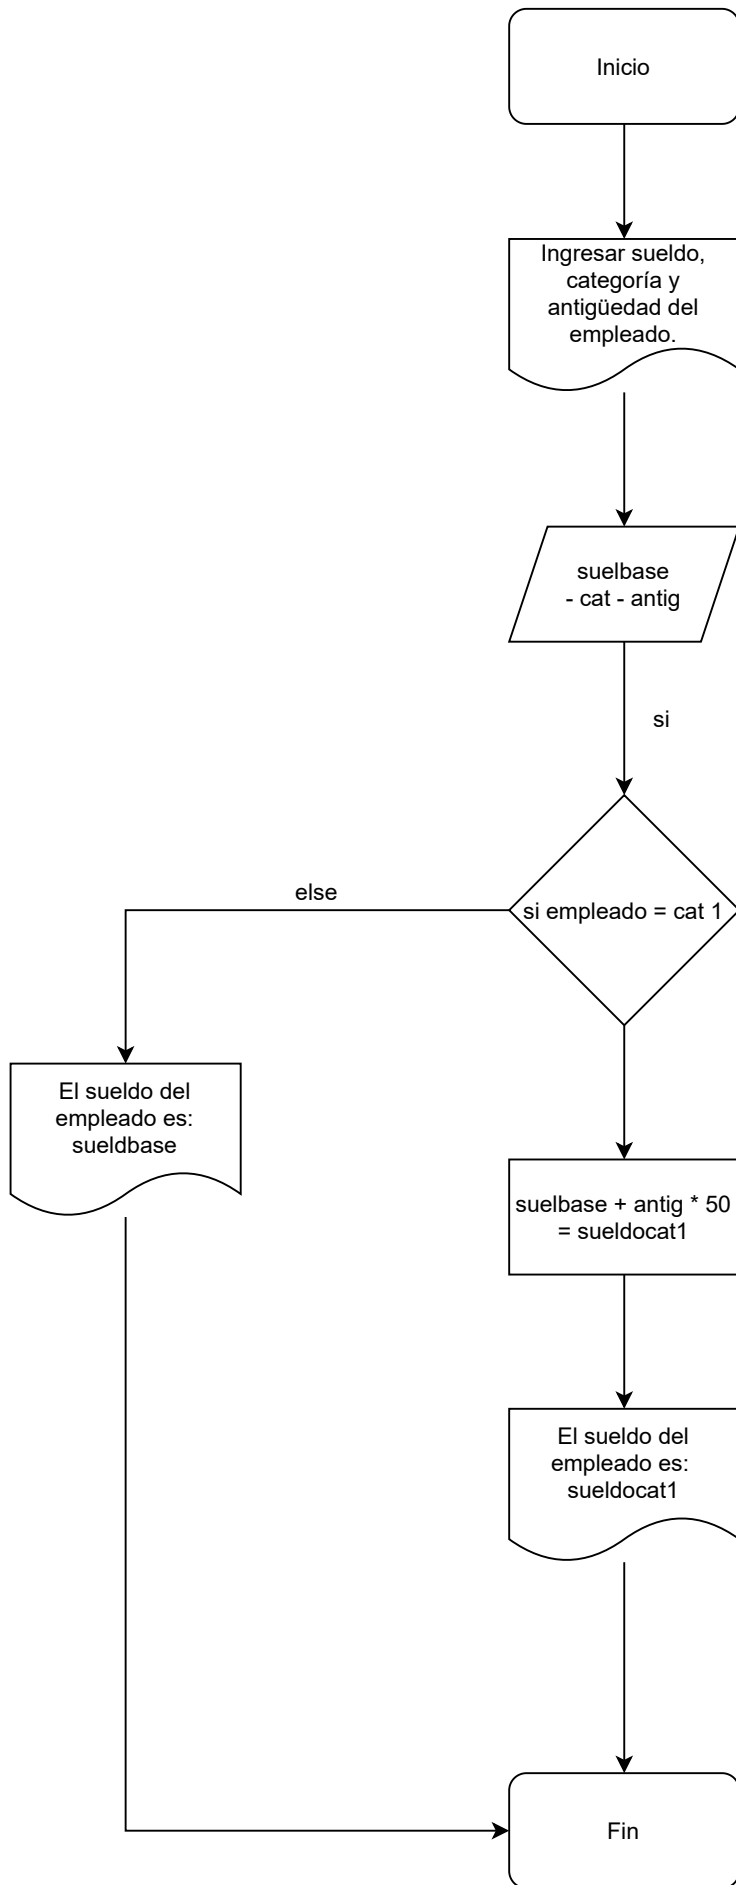 Inicio
Ingresar sueldo,
categoría y
antigüedad del
empleado.
suelbase
- cat - antig
si
si empleado = cat 1
else
El sueldo del
empleado es:
sueldbase
suelbase + antig * 50
= sueldocat1
El sueldo del
empleado es:
sueldocat1
Fin